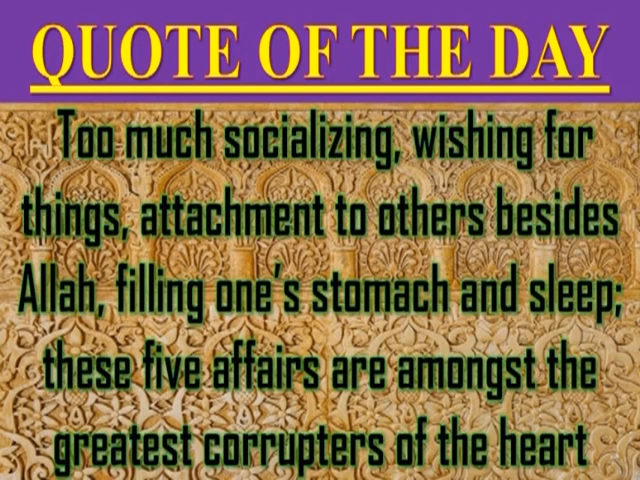 QUOTE OF THE DAY
Too much socializing, wishing for
things, attachment to others besides
Allah, filling one's stomach and sleep;
these five affairs are amongst the
greatest corrupters of the heart